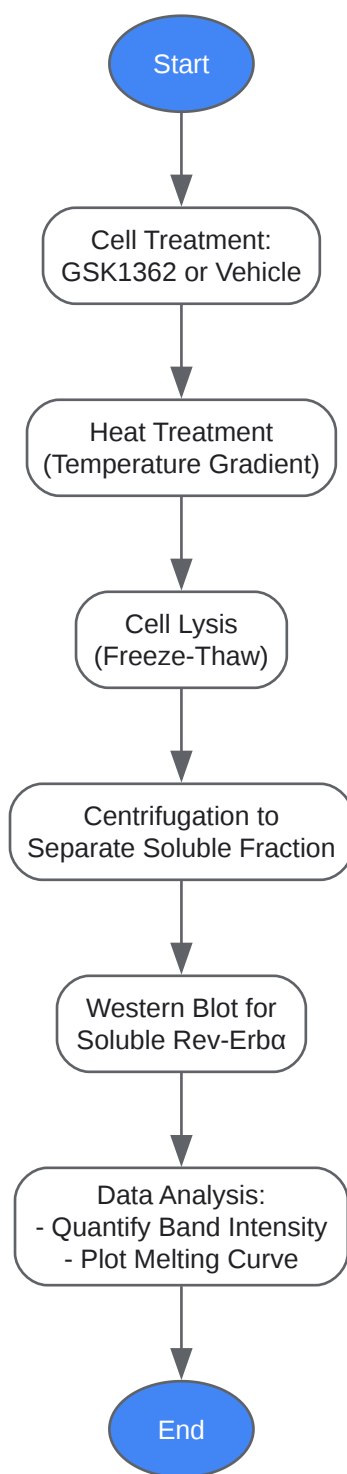 Start
Cell Treatment:
GSK1362 or Vehicle
Heat Treatment
(Temperature Gradient)
Cell Lysis
(Freeze-Thaw)
Centrifugation to
Separate Soluble Fraction
Western Blot for
Soluble Rev-Erbα
Data Analysis:
- Quantify Band Intensity
- Plot Melting Curve
End